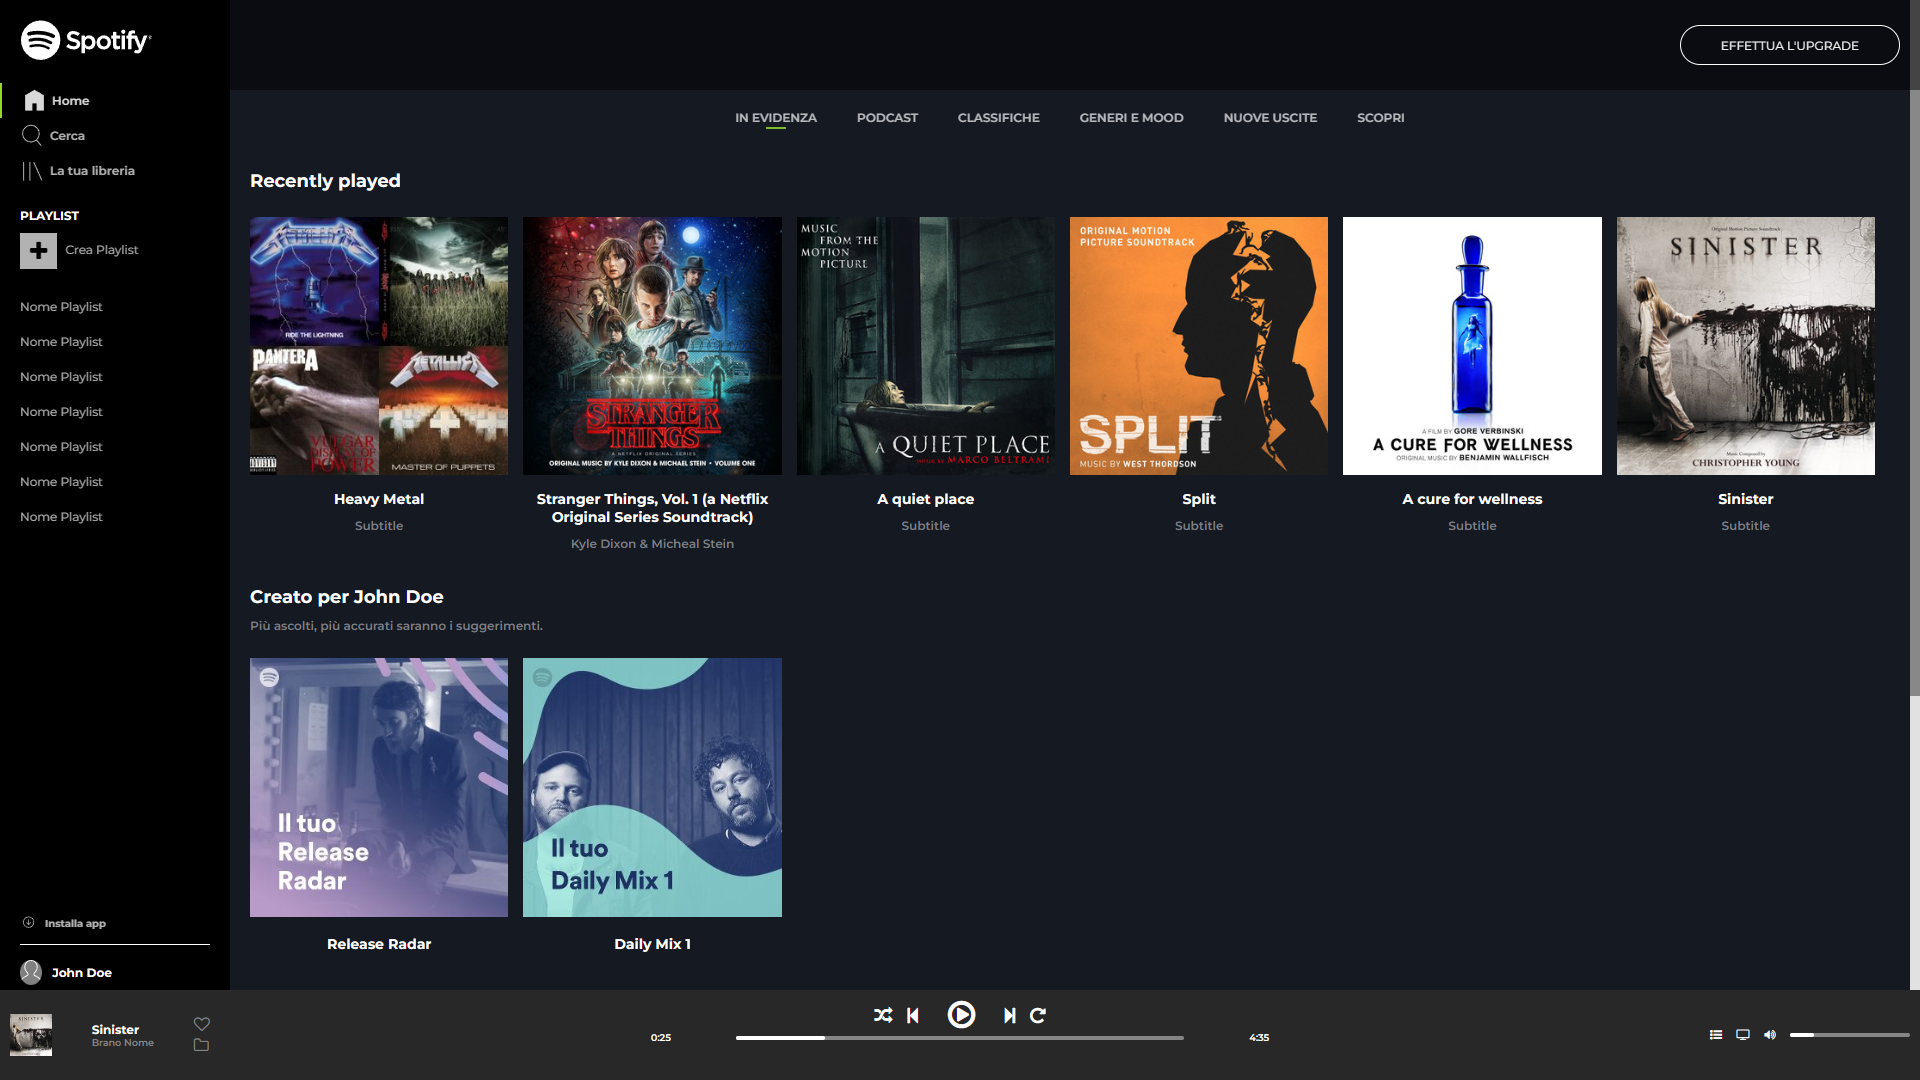 Spotify
EFFETTUA L'UPGRADE
Home
Cerca
La tua libreria
PLAYLIST
Crea Playlist
Nome Playlist
Nome Playlist
Nome Playlist
Nome Playlist
Nome Playlist
Nome Playlist
Nome Playlist
Installa app
John Doe
IN EVIDENZA
PODCAST
CLASSIFICHE
GENERI E MOOD
NUOVE USCITE
SCOPRI
Recently played
METALLICA
RIDE THE LIGHTNING
PANTERA
VULGAR
DISPLAY OF
POWER
METALLICA
MASTER OF PUPPETS
Heavy Metal
Subtitle
STRANGER
THINGS
A NETFLIX ORIGINAL SERIES
ORIGINAL MUSIC BY KYLE DIXON & MICHAEL STEIN • VOLUME ONE
Stranger Things, Vol. 1 (a Netflix
Original Series Soundtrack)
Kyle Dixon & Micheal Stein
MUSIC
FROM THE
MOTION
PICTURE
A QUIET PLACE
MUSIC BY MARCO BELTRAMI
A quiet place
Subtitle
ORIGINAL MOTION
PICTURE SOUNDTRACK
SPLIT
MUSIC BY WEST THORDSON
Split
Subtitle
A FILM BY GORE VERBINSKI
A CURE FOR WELLNESS
ORIGINAL MUSIC BY BENJAMIN WALLFISCH
A cure for wellness
Subtitle
Original Motion Picture Soundtrack
SINISTER
Music Composed by
CHRISTOPHER YOUNG
Sinister
Subtitle
Creato per John Doe
Più ascolti, più accurati saranno i suggerimenti.
Il tuo
Release
Radar
Release Radar
Il tuo
Daily Mix 1
Daily Mix 1
SINISTER
Sinister
Brano Nome
0:25
4:35